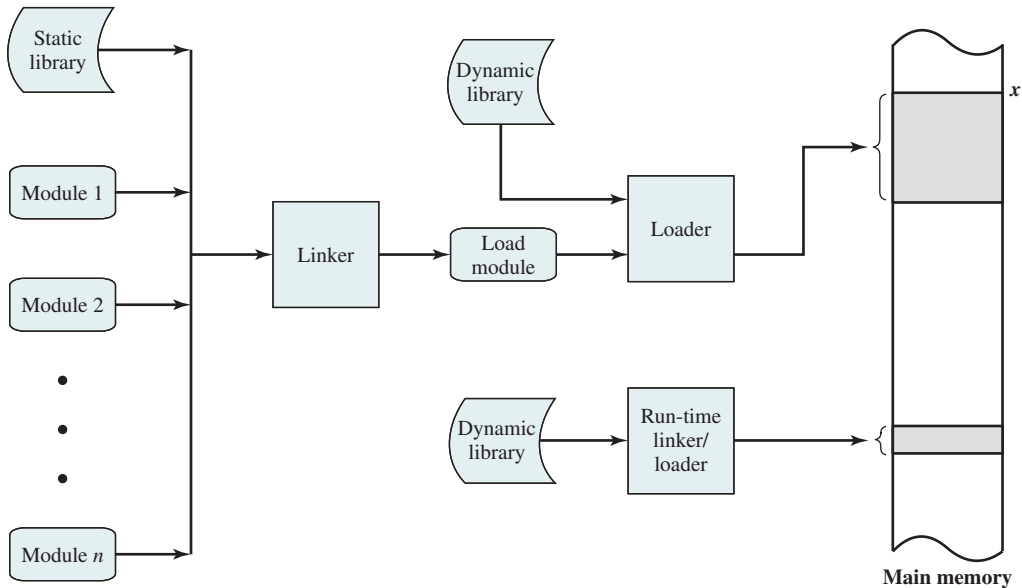 Static
library
Module 1
Module 2
Module n
Linker
Dynamic
library
Load
module
Loader
Dynamic
library
Run-time
linker/
loader
x
Main memory